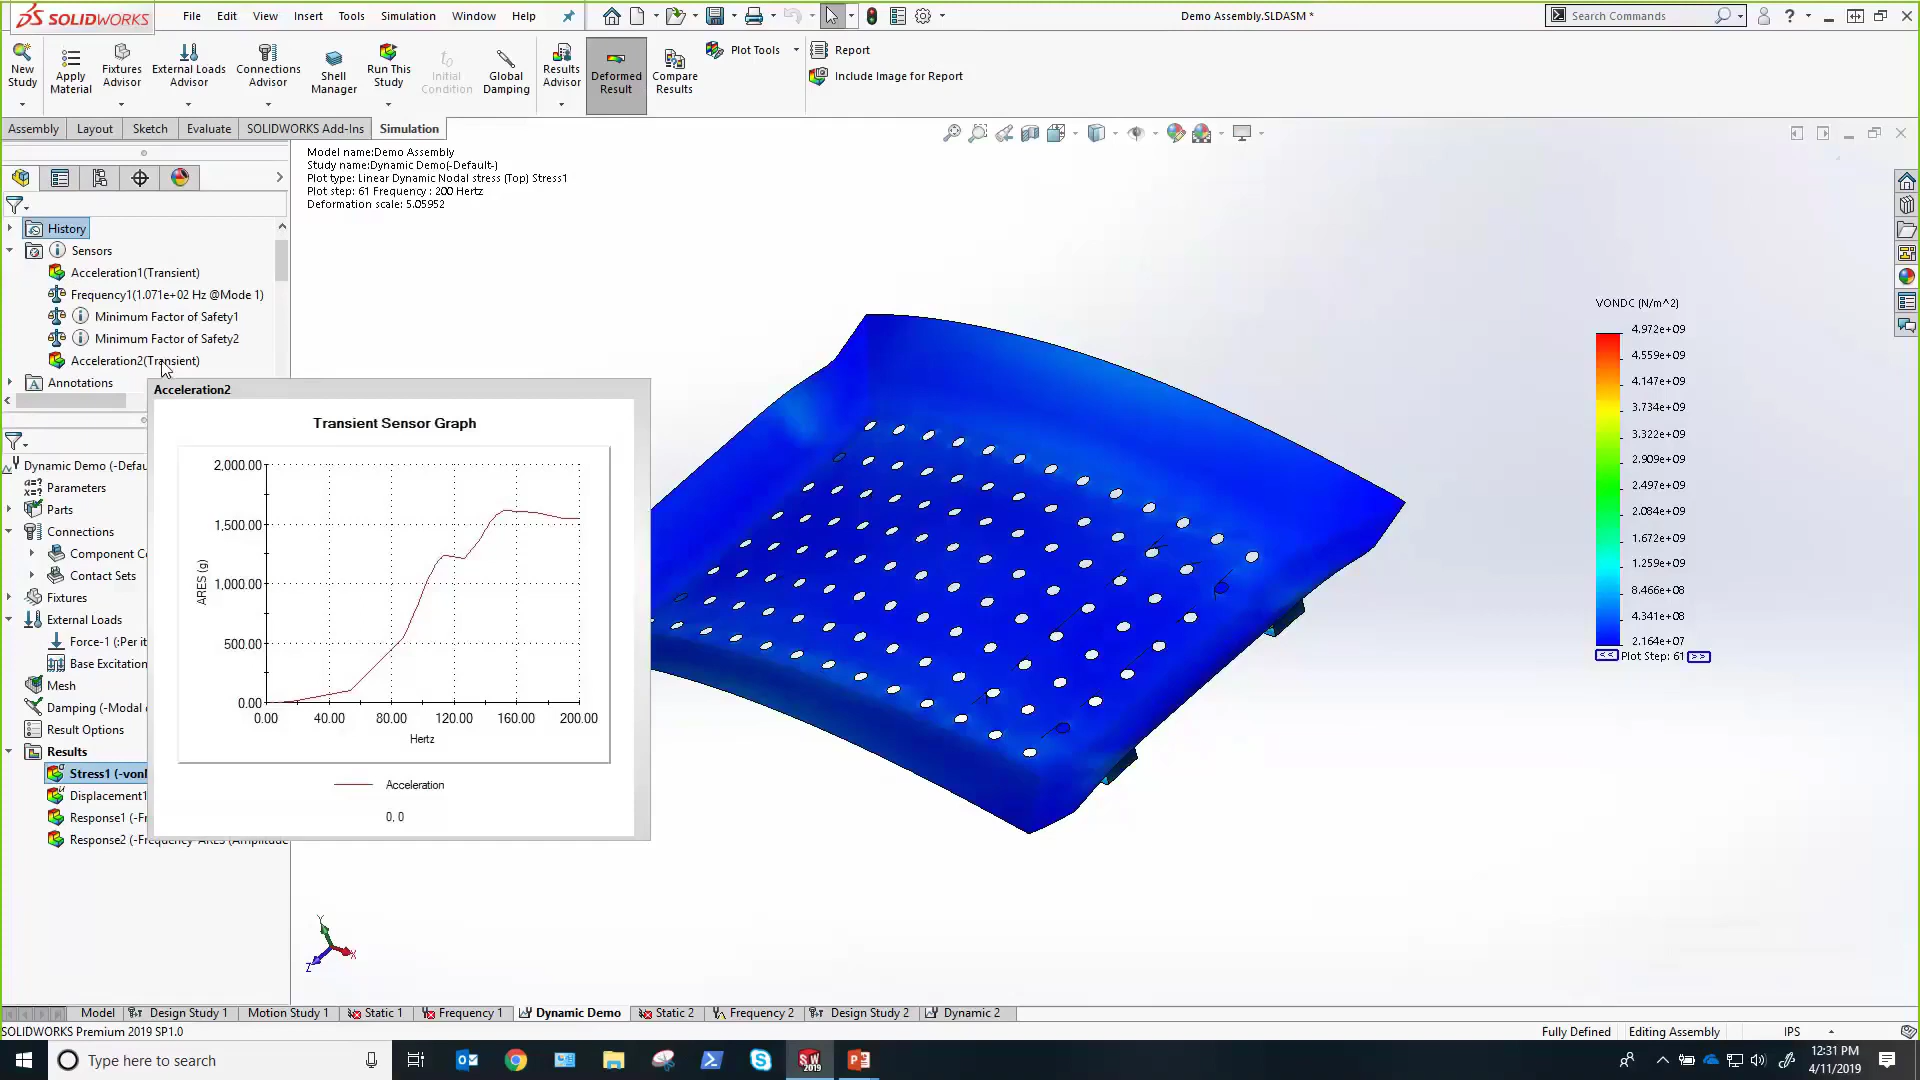 SOLIDWORKS
File Edit View Insert Tools Simulation Window Help
Demo Assembly.SLDASM *
Search Commands
New Study
Apply Material
Fixtures Advisor
External Loads Advisor
Connections Advisor
Shell Manager
Run This Study
Initial Condition
Global Damping
Results Advisor
Deformed Result
Compare Results
Plot Tools
Report
Include Image for Report
Assembly Layout Sketch Evaluate SOLIDWORKS Add-Ins Simulation
Model name:Demo Assembly
Study name:Dynamic Demo(-Default-)
Plot type: Linear Dynamic Nodal stress (Top) Stress1
Plot step: 61 Frequency : 200 Hertz
Deformation scale: 5.05952
History
Sensors
Acceleration1(Transient)
Frequency1(1.071e+02 Hz @Mode 1)
Minimum Factor of Safety1
Minimum Factor of Safety2
Acceleration2(Transient)
Annotations
Dynamic Demo (-Defau
Parameters
Parts
Connections
Component Co
Contact Sets
Fixtures
External Loads
Force-1 (:Per it
Base Excitation
Mesh
Damping (-Modal
Result Options
Results
Stress1 (-vonl
Displacement1
Response1 (-Fr
Response2 (-Frequency-ARES (Amplitude
Acceleration2
Transient Sensor Graph
2,000.00
1,500.00
1,000.00
500.00
0.00
ARES (g)
0.00 40.00 80.00 120.00 160.00 200.00
Hertz
Acceleration
0, 0
VONDC (N/m^2)
4.972e+09
4.559e+09
4.147e+09
3.734e+09
3.322e+09
2.909e+09
2.497e+09
2.084e+09
1.672e+09
1.259e+09
8.466e+08
4.341e+08
2.164e+07
<< Plot Step: 61 >>
Y
X
Z
Model Design Study 1 Motion Study 1 Static 1 Frequency 1 Dynamic Demo Static 2 Frequency 2 Design Study 2 Dynamic 2
SOLIDWORKS Premium 2019 SP1.0
Fully Defined Editing Assembly IPS
Type here to search
12:31 PM
4/11/2019